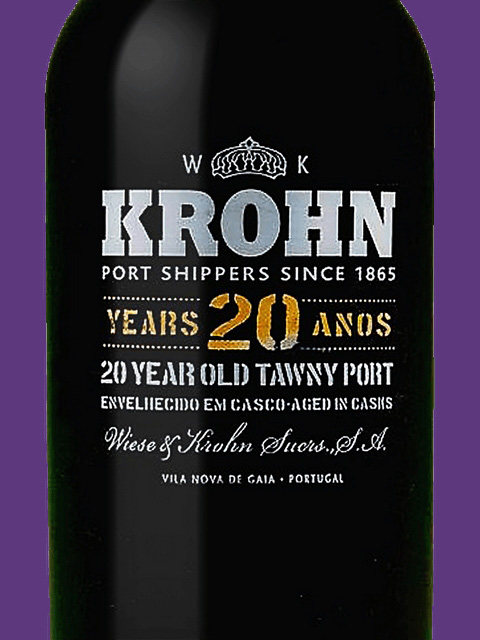 W K
KROHN
PORT SHIPPERS SINCE 1865
YEARS 20 ANOS
20 YEAR OLD TAWNY PORT
ENVELHECIDO EM CASCO-AGED IN CASKS
Wiese & Krohn Sucrs., S.A.
VILA NOVA DE GAIA • PORTUGAL